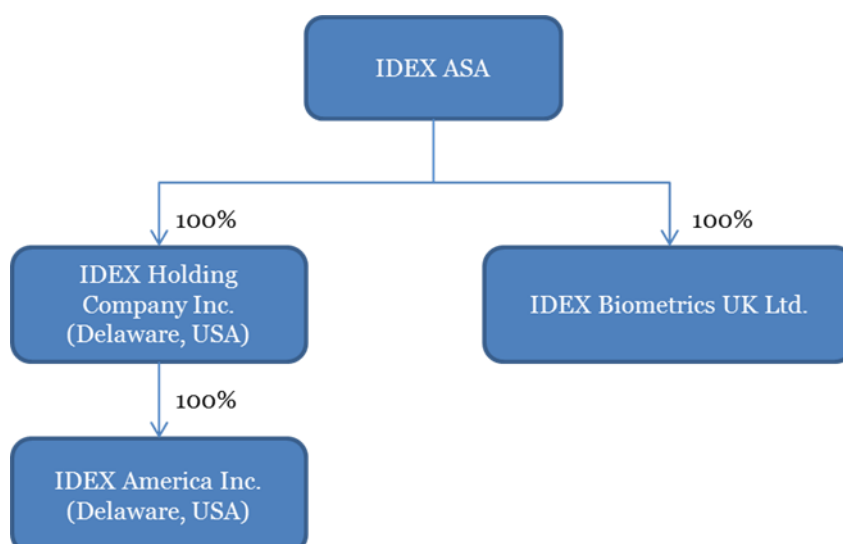 IDEX ASA
100%
100%
IDEX Holding
Company Inc.
(Delaware, USA)
IDEX Biometrics UK Ltd.
100%
IDEX America Inc.
(Delaware, USA)